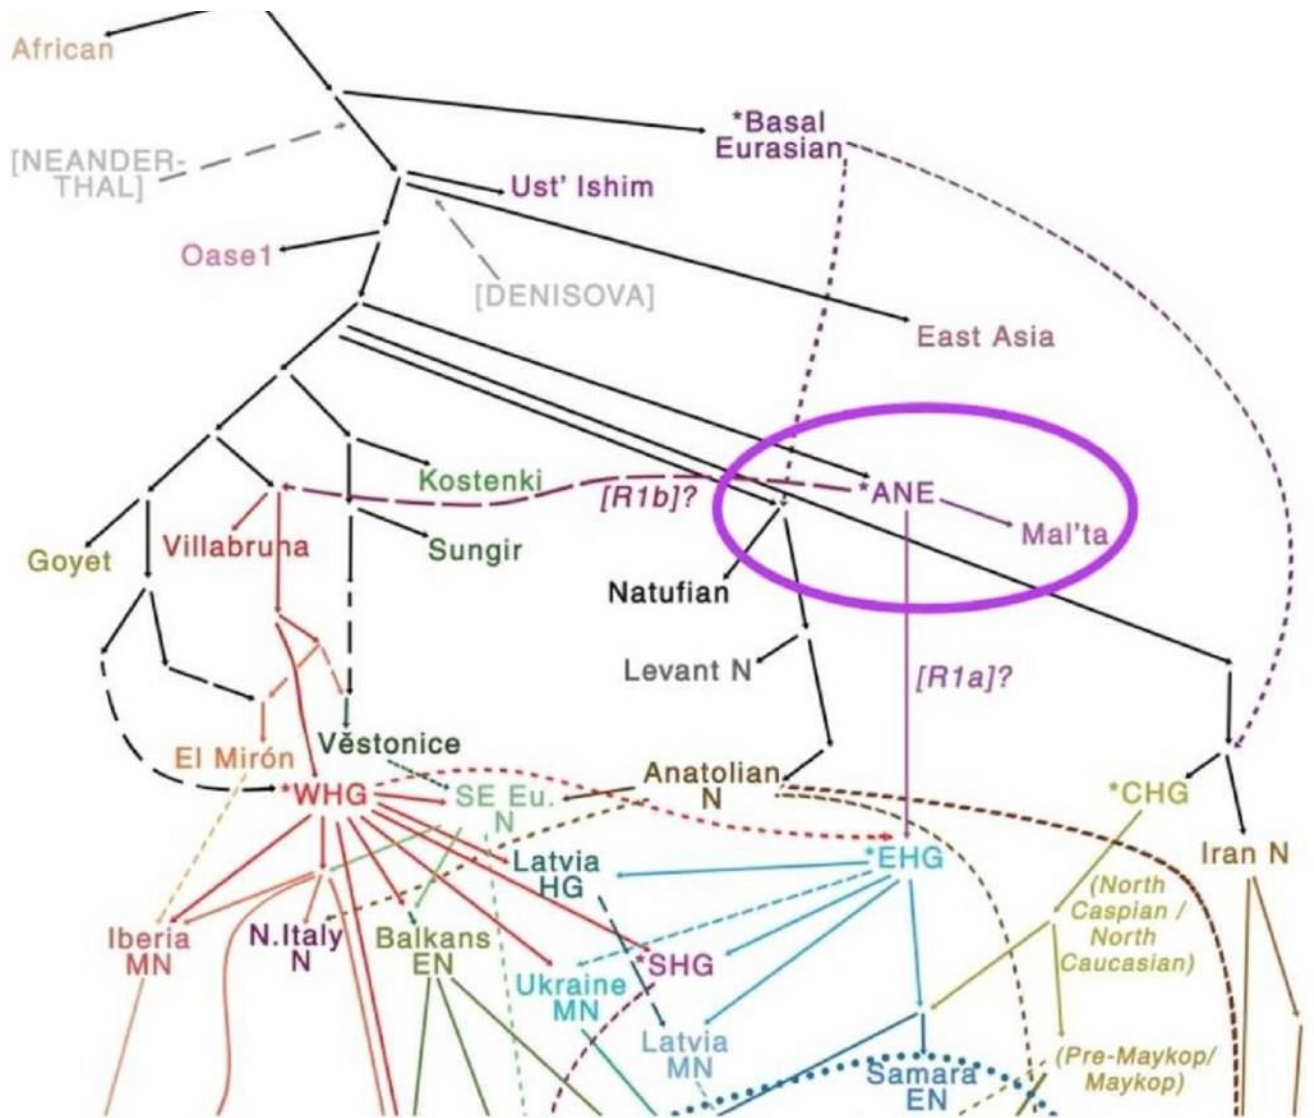 African
*Basal
Eurasian
[NEANDER-
THAL]
Ust' Ishim
Oase1
[DENISOVA]
East Asia
Kostenki
[R1b]?
*ANE
Mal'ta
Goyet
Villabruna
Sungir
Natufian
Levant N
[R1a]?
El Mirón
Věstonice
*WHG
SE Eu.
N
Anatolian
N
*CHG
*EHG
Iran N
Latvia
HG
(North
Caspian /
North
Caucasian)
Iberia
MN
N.Italy
N
Balkans
EN
*SHG
Ukraine
MN
Latvia
MN
Samara
EN
(Pre-Maykop/
Maykop)